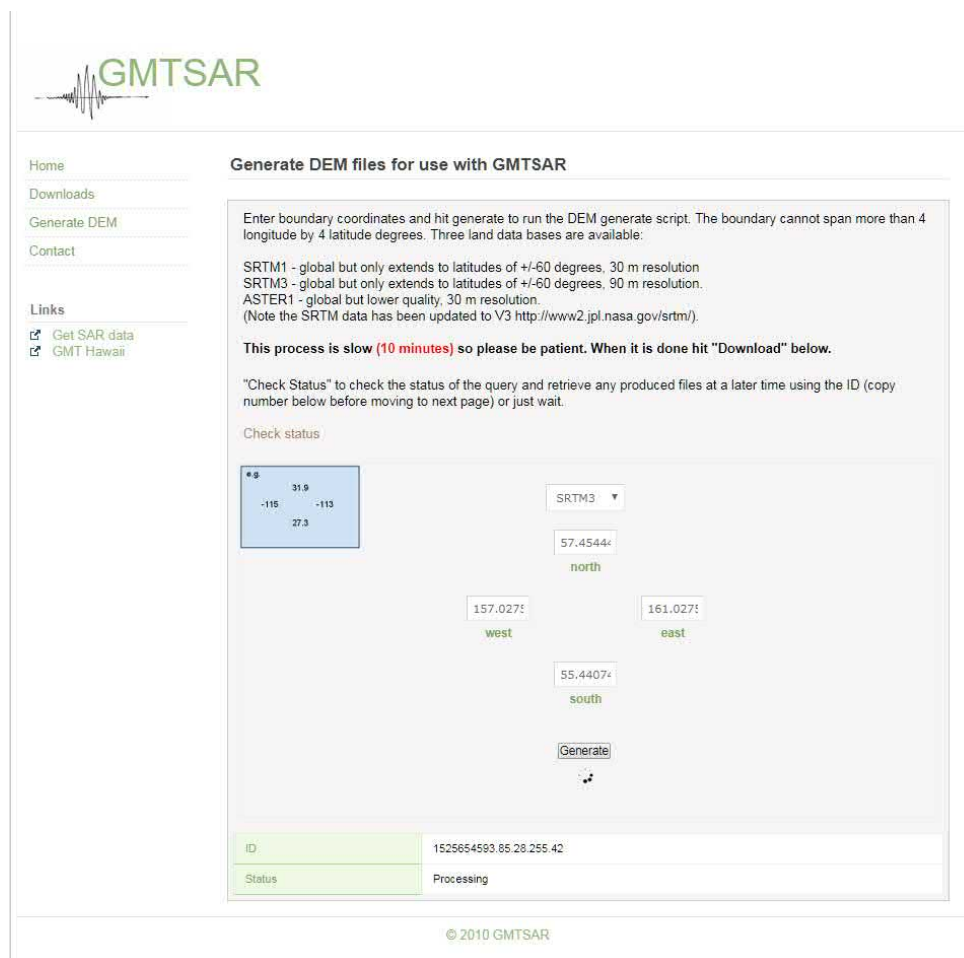 GMTSAR
Home
Downloads
Generate DEM
Contact
Links
Get SAR data
GMT Hawaii
Generate DEM files for use with GMTSAR
Enter boundary coordinates and hit generate to run the DEM generate script. The boundary cannot span more than 4
longitude by 4 latitude degrees. Three land data bases are available:
SRTM1 - global but only extends to latitudes of +/-60 degrees, 30 m resolution
SRTM3 - global but only extends to latitudes of +/-60 degrees, 90 m resolution.
ASTER1 - global but lower quality, 30 m resolution.
(Note the SRTM data has been updated to V3 http://www2.jpl.nasa.gov/srtm/).
This process is slow (10 minutes) so please be patient. When it is done hit "Download" below.
"Check Status" to check the status of the query and retrieve any produced files at a later time using the ID (copy
number below before moving to next page) or just wait.
Check status
e.g.
31.9
-115 -113
27.3
SRTM3
57.45444
north
157.0275 161.0275
west east
55.44074
south
Generate
ID 1525654593.85.28.255.42
Status Processing
© 2010 GMTSAR